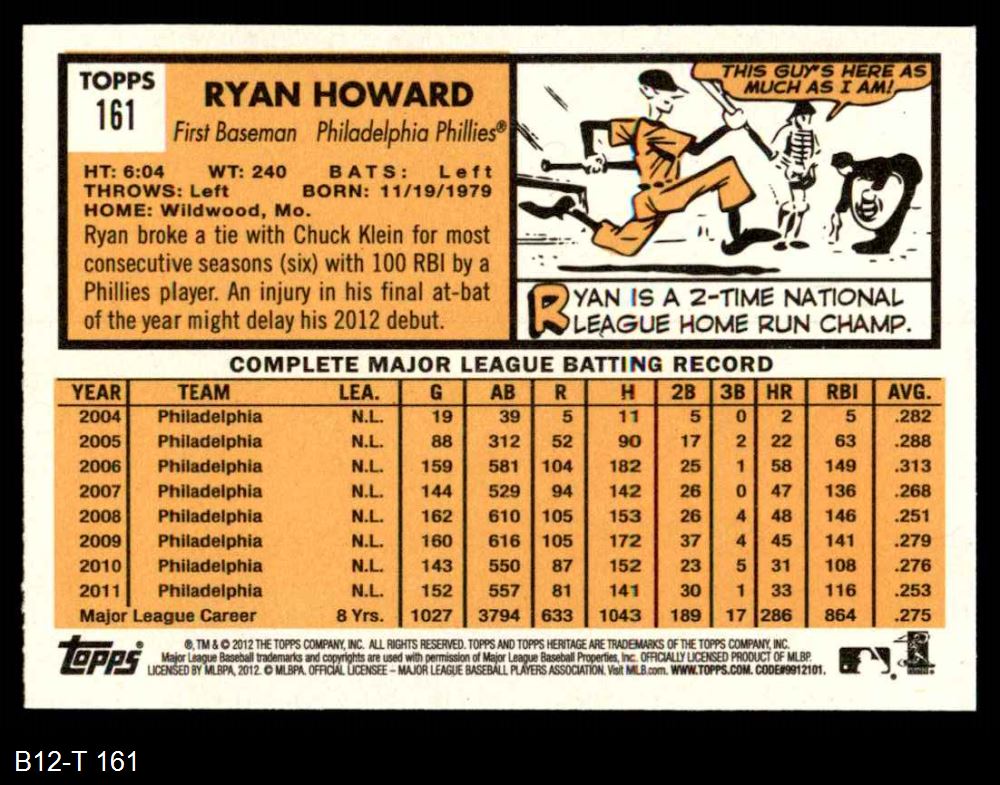 TOPPS
161
RYAN HOWARD
First Baseman Philadelphia Phillies®
HT: 6:04 WT: 240 BATS: Left
THROWS: Left BORN: 11/19/1979
HOME: Wildwood, Mo.
Ryan broke a tie with Chuck Klein for most
consecutive seasons (six) with 100 RBI by a
Phillies player. An injury in his final at-bat
of the year might delay his 2012 debut.
THIS GUY'S HERE AS
MUCH AS I AM!
RYAN IS A 2-TIME NATIONAL
LEAGUE HOME RUN CHAMP.
COMPLETE MAJOR LEAGUE BATTING RECORD
YEAR TEAM LEA. G AB R H 2B 3B HR RBI AVG.
2004 Philadelphia N.L. 19 39 5 11 5 0 2 5 .282
2005 Philadelphia N.L. 88 312 52 90 17 2 22 63 .288
2006 Philadelphia N.L. 159 581 104 182 25 1 58 149 .313
2007 Philadelphia N.L. 144 529 94 142 26 0 47 136 .268
2008 Philadelphia N.L. 162 610 105 153 26 4 48 146 .251
2009 Philadelphia N.L. 160 616 105 172 37 4 45 141 .279
2010 Philadelphia N.L. 143 550 87 152 23 5 31 108 .276
2011 Philadelphia N.L. 152 557 81 141 30 1 33 116 .253
Major League Career 8 Yrs. 1027 3794 633 1043 189 17 286 864 .275
Topps®
®, TM & © 2012 THE TOPPS COMPANY, INC. ALL RIGHTS RESERVED. TOPPS AND TOPPS HERITAGE ARE TRADEMARKS OF THE TOPPS COMPANY, INC.
Major League Baseball trademarks and copyrights are used with permission of Major League Baseball Properties, Inc. OFFICIALLY LICENSED PRODUCT OF MLBP.
LICENSED BY MLBPA, 2012. © MLBPA. OFFICIAL LICENSEE – MAJOR LEAGUE BASEBALL PLAYERS ASSOCIATION. Visit MLB.com. WWW.TOPPS.COM. CODE#9912101.
B12-T 161